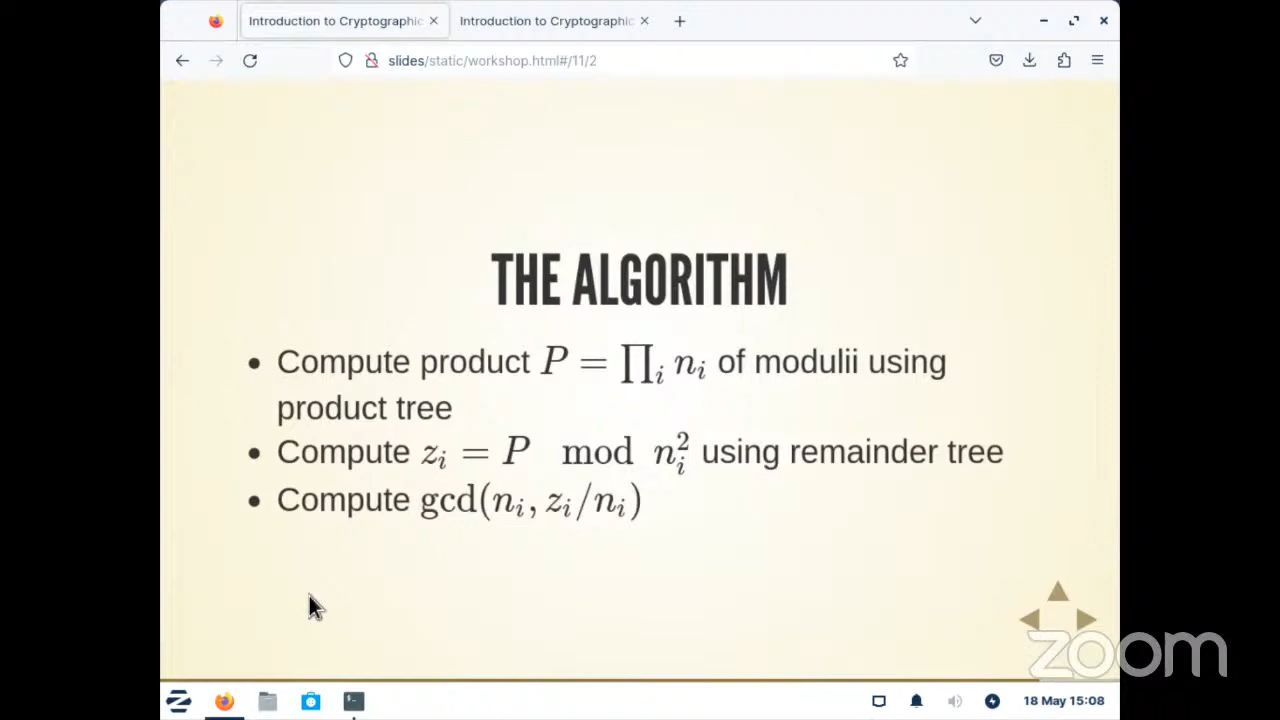 Introduction to Cryptographic
Introduction to Cryptographic
slides/static/workshop.html#/11/2
THE ALGORITHM
• Compute product P = ∏ᵢ nᵢ of modulii using
product tree
• Compute zᵢ = P mod nᵢ² using remainder tree
• Compute gcd(nᵢ, zᵢ/nᵢ)
zoom
18 May 15:08